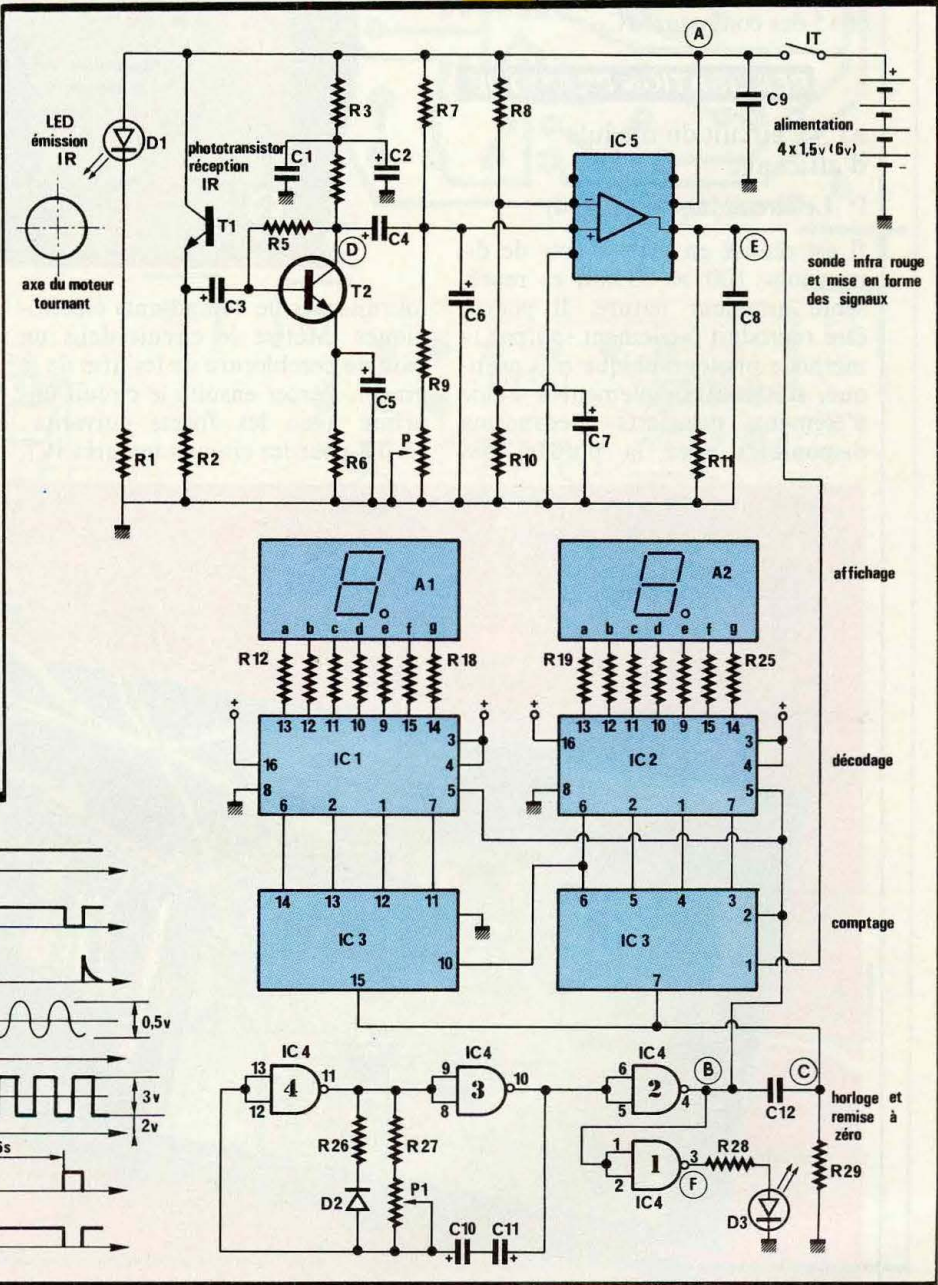 A
IT
R3
R7
R8
C9
LED
émission
IR
D1
phototransistor
réception
IR
C1
C2
IC 5
alimentation
4 x 1,5 v (6v)
+
−
T1
R5
D
C4
−
+
E
axe du moteur
tournant
C3
T2
C6
C8
sonde infra rouge
et mise en forme
des signaux
C5
R9
C7
R1
R2
R6
P
R10
R11
A1
A2
affichage
a b c d e f g
a b c d e f g
R12
R18
R19
R25
+
+
+
+
13 12 11 10 9 15 14
13 12 11 10 9 15 14
16
IC 1
3
4
16
IC 2
3
4
décodage
8
5
8
5
6 2 1 7
6 2 1 7
14 13 12 11
6 5 4 3
2
IC 3
10
IC 3
1
comptage
15
7
0,5v
3v
2v
5s
IC 4
IC 4
IC 4
13
12
4
11
9
8
3
10
6
5
2
4
B
C
C12
horloge et
remise à
zéro
R26
R27
1
2
1
3
F
R28
R29
IC4
D2
P1
C10
C11
D3